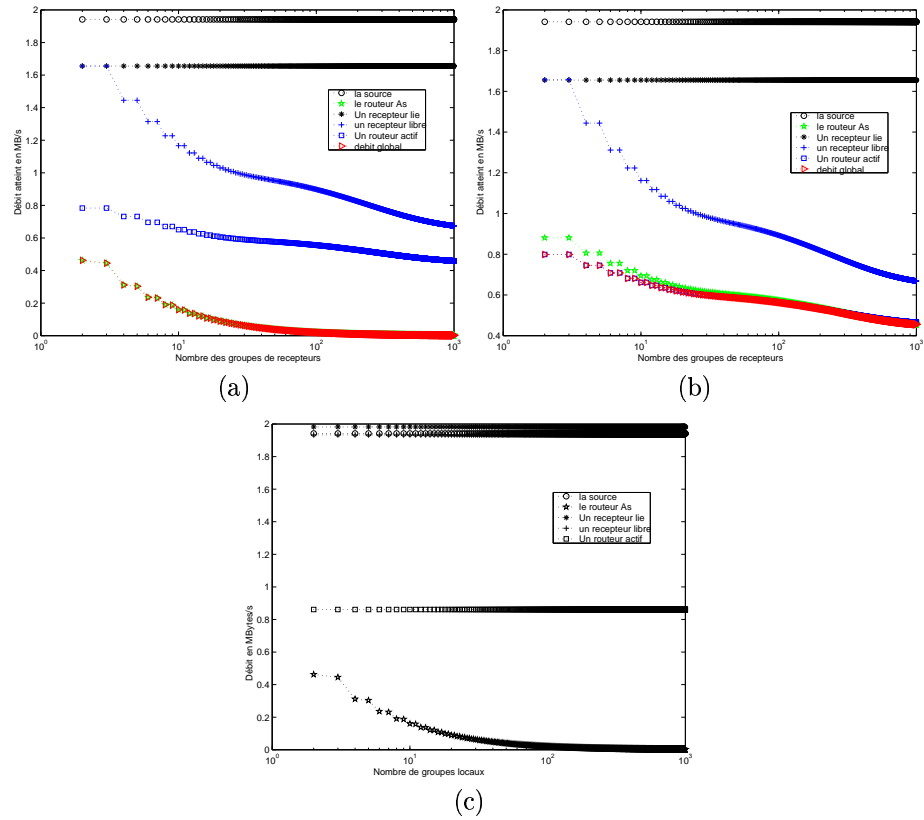 2
1.8
1.6
1.4
1.2
1
0.8
0.6
0.4
0.2
0
Débit atteint en MB/s
la source
le routeur As
Un recepteur lie
un recepteur libre
Un routeur actif
debit global
10^0
10^1
10^2
10^3
Nombre des groupes de recepteurs
(a)
2
1.8
1.6
1.4
1.2
1
0.8
0.6
0.4
Débit atteint en MB/s
la source
le routeur As
Un recepteur lie
un recepteur libre
Un routeur actif
debit global
10^0
10^1
10^2
10^3
Nombre des groupes de recepteurs
(b)
2
1.8
1.6
1.4
1.2
1
0.8
0.6
0.4
0.2
0
Débit en MBytes/s
la source
le routeur As
Un recepteur lie
un recepteur libre
Un routeur actif
10^0
10^1
10^2
10^3
Nombre de groupes locaux
(c)